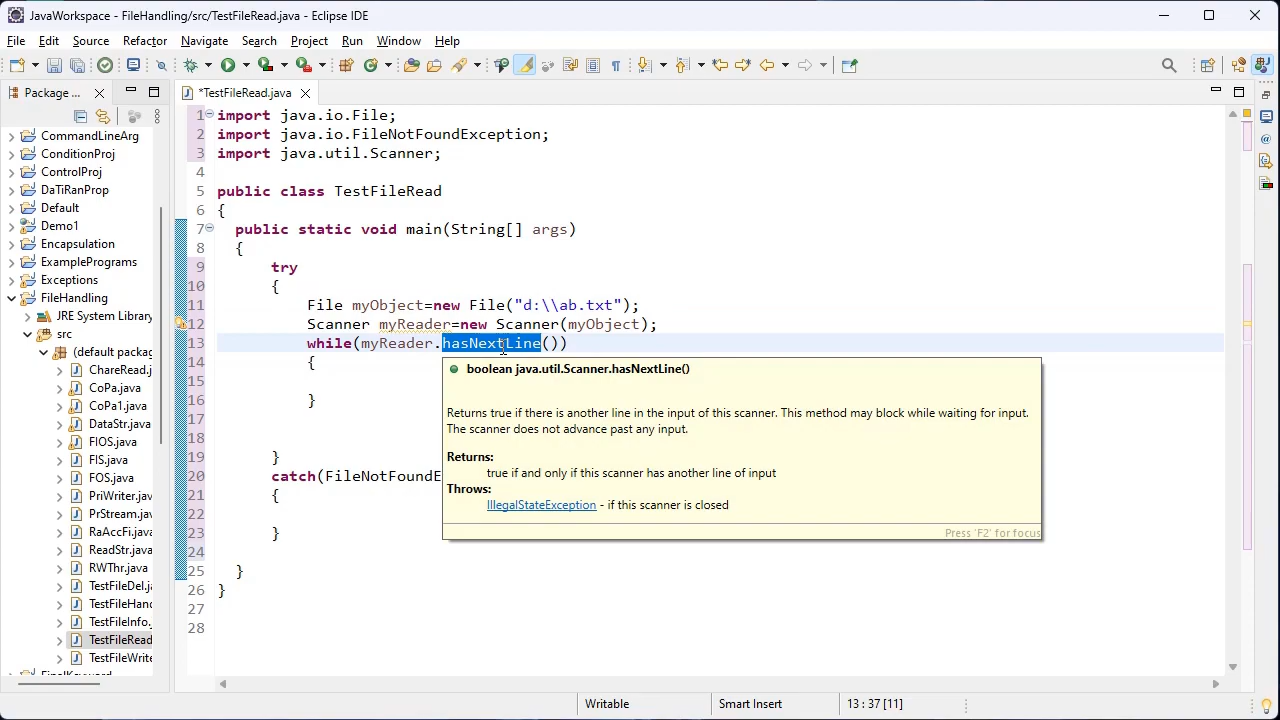 JavaWorkspace - FileHandling/src/TestFileRead.java - Eclipse IDE
File Edit Source Refactor Navigate Search Project Run Window Help
Package ...
*TestFileRead.java
CommandLineArg
ConditionProj
ControlProj
DaTiRanProp
Default
Demo1
Encapsulation
ExamplePrograms
Exceptions
FileHandling
JRE System Library
src
(default packag
ChareRead.j
CoPa.java
CoPa1.java
DataStr.java
FIOS.java
FIS.java
FOS.java
PriWriter.java
PrStream.java
RaAccFi.java
ReadStr.java
RWThr.java
TestFileDel.ja
TestFileHand
TestFileInfo.
TestFileRead
TestFileWrite
FinalKeyword
1 import java.io.File;
2 import java.io.FileNotFoundException;
3 import java.util.Scanner;
4
5 public class TestFileRead
6 {
7 public static void main(String[] args)
8 {
9 try
10 {
11 File myObject=new File("d:\\ab.txt");
12 Scanner myReader=new Scanner(myObject);
13 while(myReader.hasNextLine())
14 {
15
16 }
17
18
19 }
20 catch(FileNotFoundE
21 {
22
23 }
24
25 }
26 }
27
28
boolean java.util.Scanner.hasNextLine()
Returns true if there is another line in the input of this scanner. This method may block while waiting for input.
The scanner does not advance past any input.
Returns:
true if and only if this scanner has another line of input
Throws:
IllegalStateException - if this scanner is closed
Press 'F2' for focus
Writable
Smart Insert
13 : 37 [11]